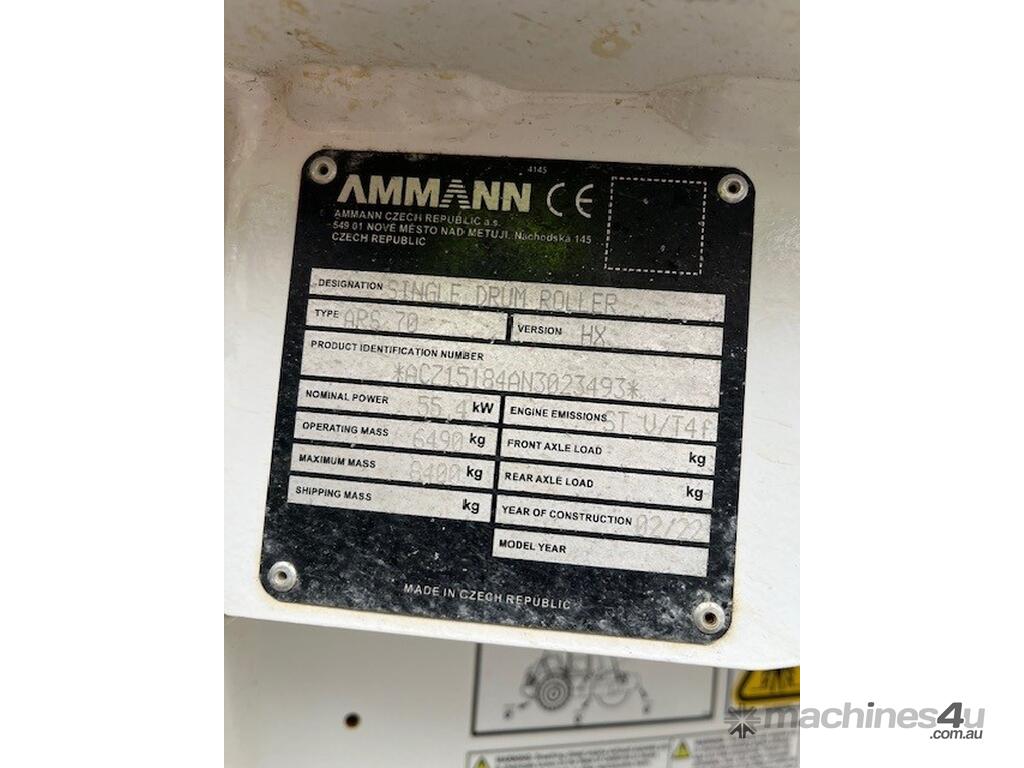 4145
AMMANN CE
AMMANN CZECH REPUBLIC a.s.
549 01 NOVÉ MĚSTO NAD METUJÍ, Náchodská 145
CZECH REPUBLIC
DESIGNATION SINGLE DRUM ROLLER
TYPE ARS 70 VERSION HX
PRODUCT IDENTIFICATION NUMBER
*ACZ15184AN3023493*
NOMINAL POWER 55.4 kW ENGINE EMISSIONS ST U/T4f
OPERATING MASS 6490 kg FRONT AXLE LOAD kg
MAXIMUM MASS 8400 kg REAR AXLE LOAD kg
SHIPPING MASS kg YEAR OF CONSTRUCTION 02/22
MODEL YEAR
MADE IN CZECH REPUBLIC
machines4u
.com.au